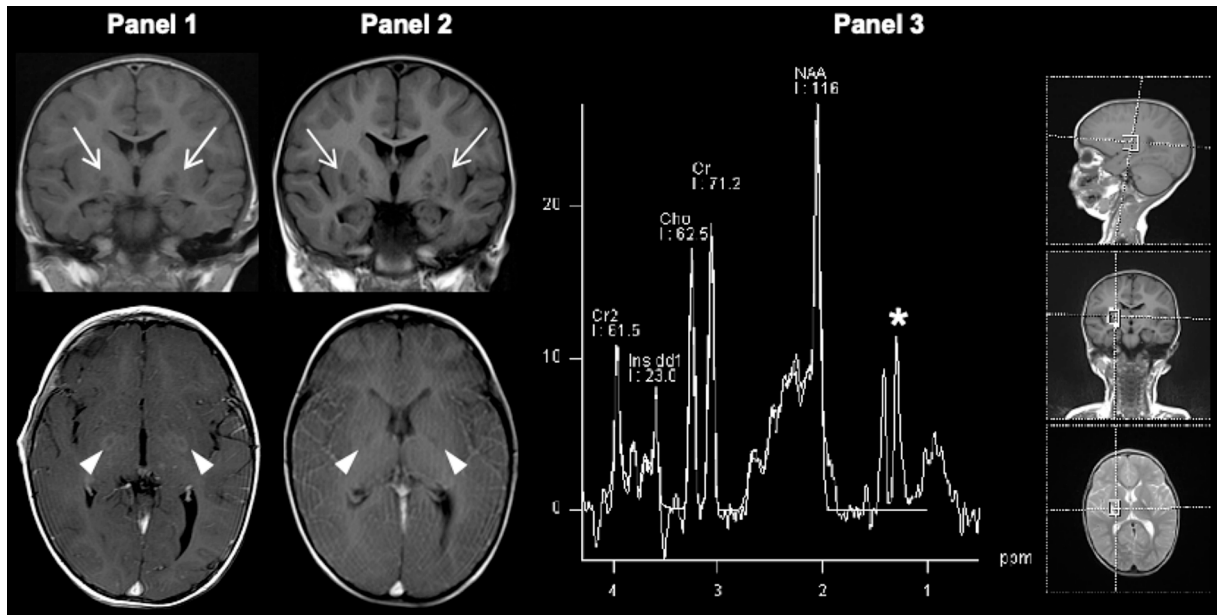 Panel 1
Panel 2
Panel 3
NAA
I : 116
Cr
I : 71.2
20
Cho
I : 62.5
*
Cr2
I : 61.5
Ins dd1
I : 23.0
10
0
ppm
4
3
2
1